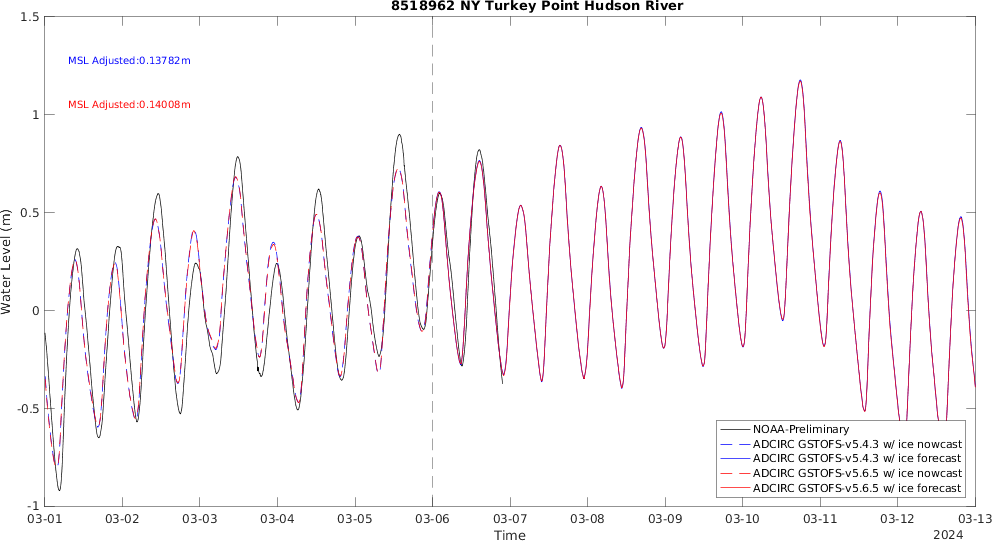 8518962 NY Turkey Point Hudson River
MSL Adjusted:0.13782m
MSL Adjusted:0.14008m
Water Level (m)
1.5
1
0.5
0
-0.5
-1
NOAA-Preliminary
ADCIRC GSTOFS-v5.4.3 w/ ice nowcast
ADCIRC GSTOFS-v5.4.3 w/ ice forecast
ADCIRC GSTOFS-v5.6.5 w/ ice nowcast
ADCIRC GSTOFS-v5.6.5 w/ ice forecast
03-01 03-02 03-03 03-04 03-05 03-06 03-07 03-08 03-09 03-10 03-11 03-12 03-13
Time
2024